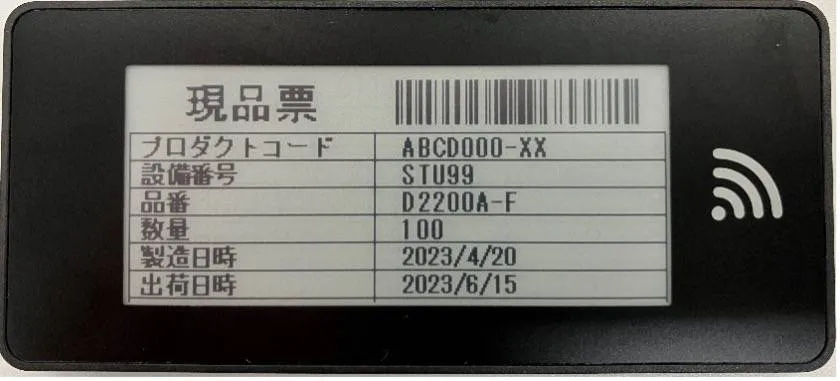 現品票
プロダクトコード ABCD000-XX
設備番号 STU99
品番 D2200A-F
数量 100
製造日時 2023/4/20
出荷日時 2023/6/15